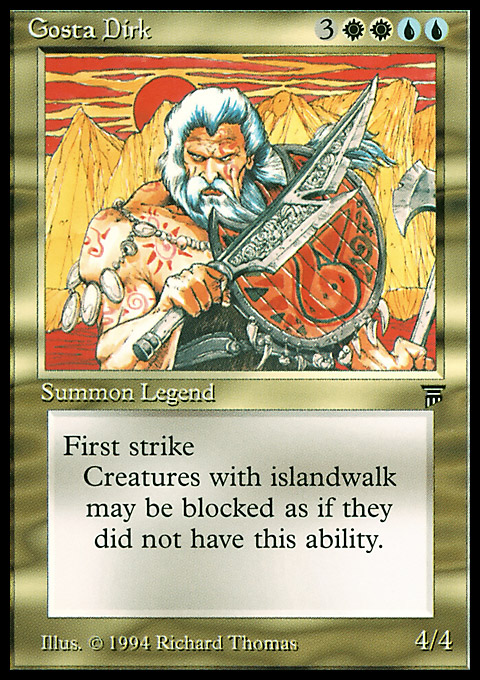 Gosta Dirk 3
Summon Legend
First strike
Creatures with islandwalk
may be blocked as if they
did not have this ability.
Illus. © 1994 Richard Thomas 4/4